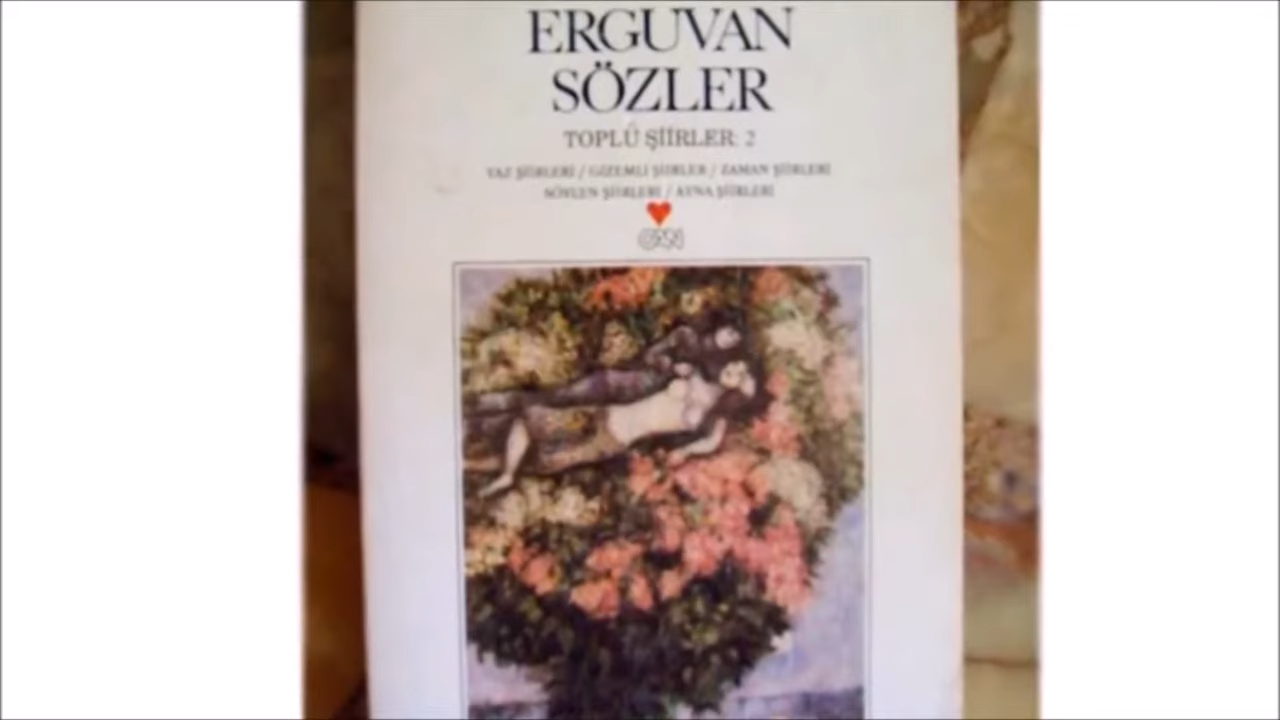 ERGUVAN
SÖZLER
TOPLU ŞİİRLER: 2
YAZ ŞİİRLERİ / GİZEMLİ ŞİİRLER / ZAMAN ŞİİRLERİ
SÖYLEN ŞİİRLERİ / AYNA ŞİİRLERİ